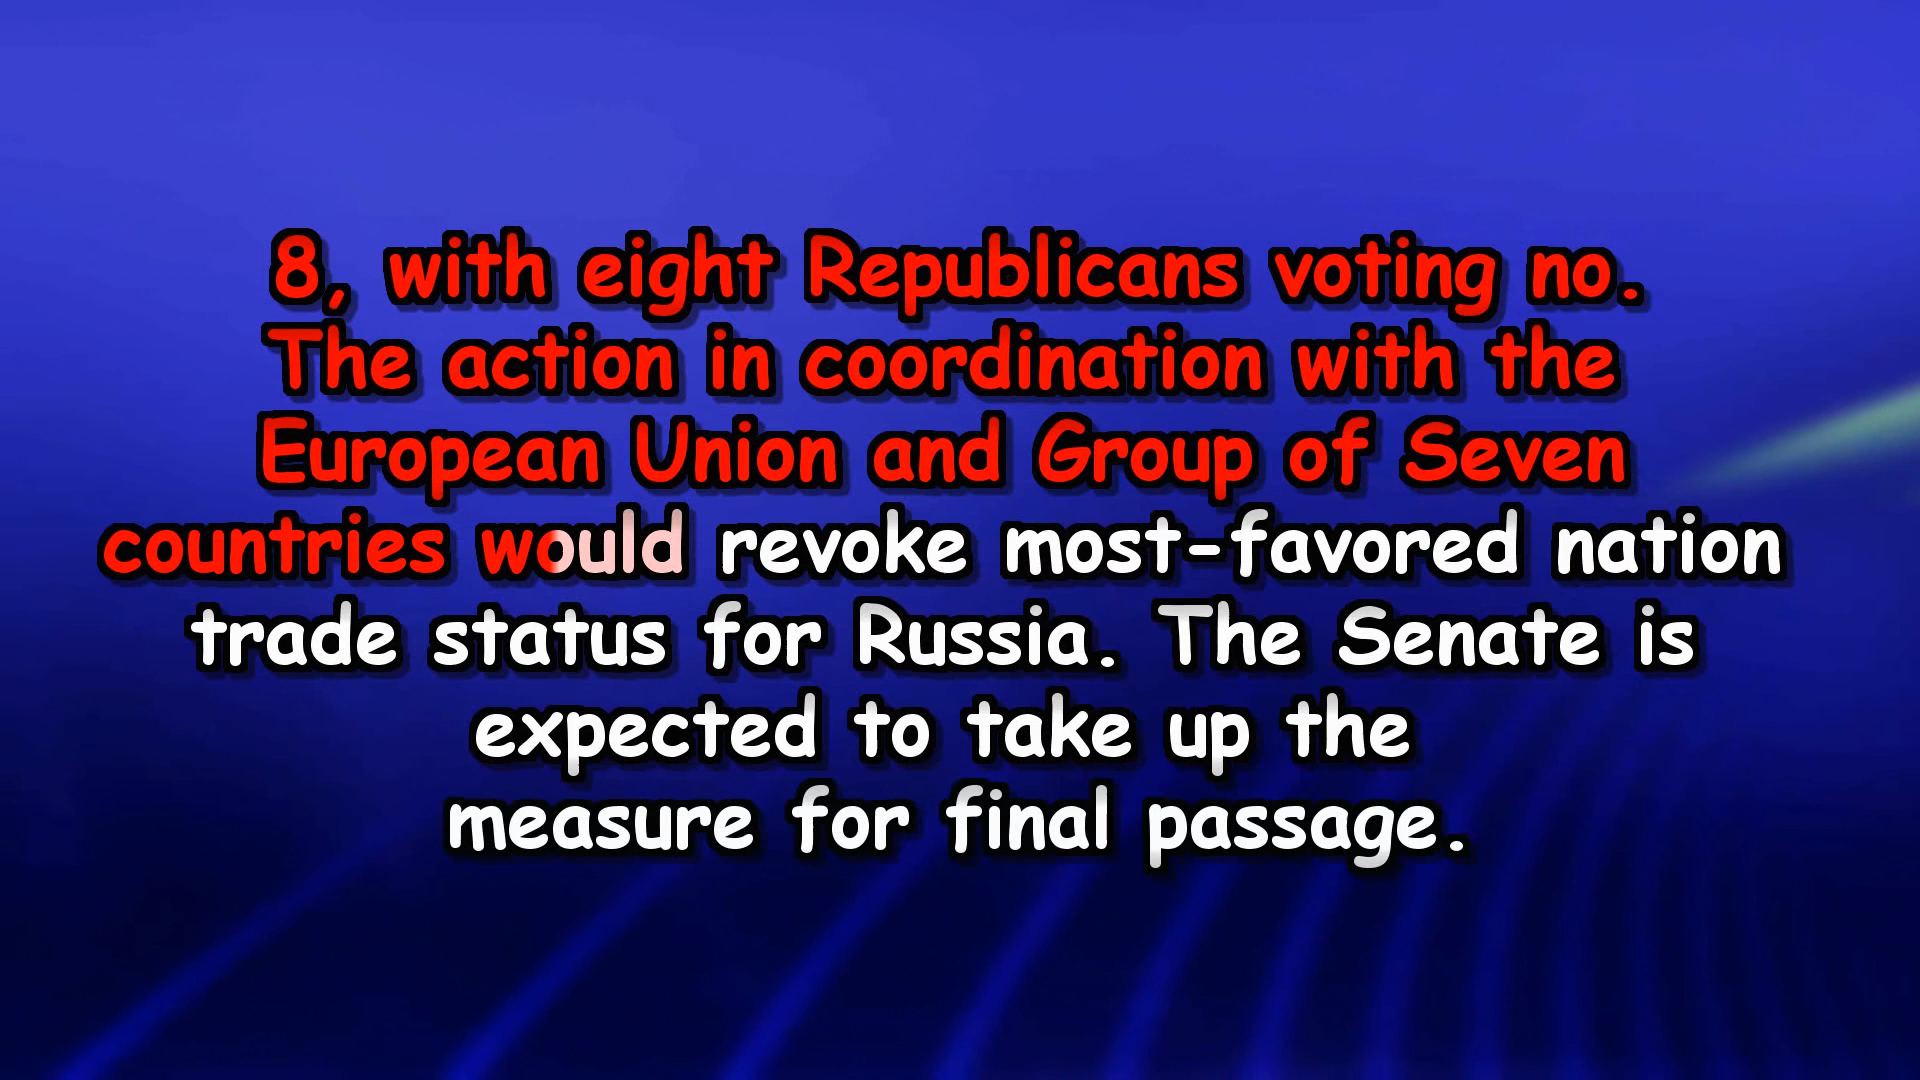 8, with eight Republicans voting no.
The action in coordination with the
European Union and Group of Seven
countries would revoke most-favored nation
trade status for Russia. The Senate is
expected to take up the
measure for final passage.